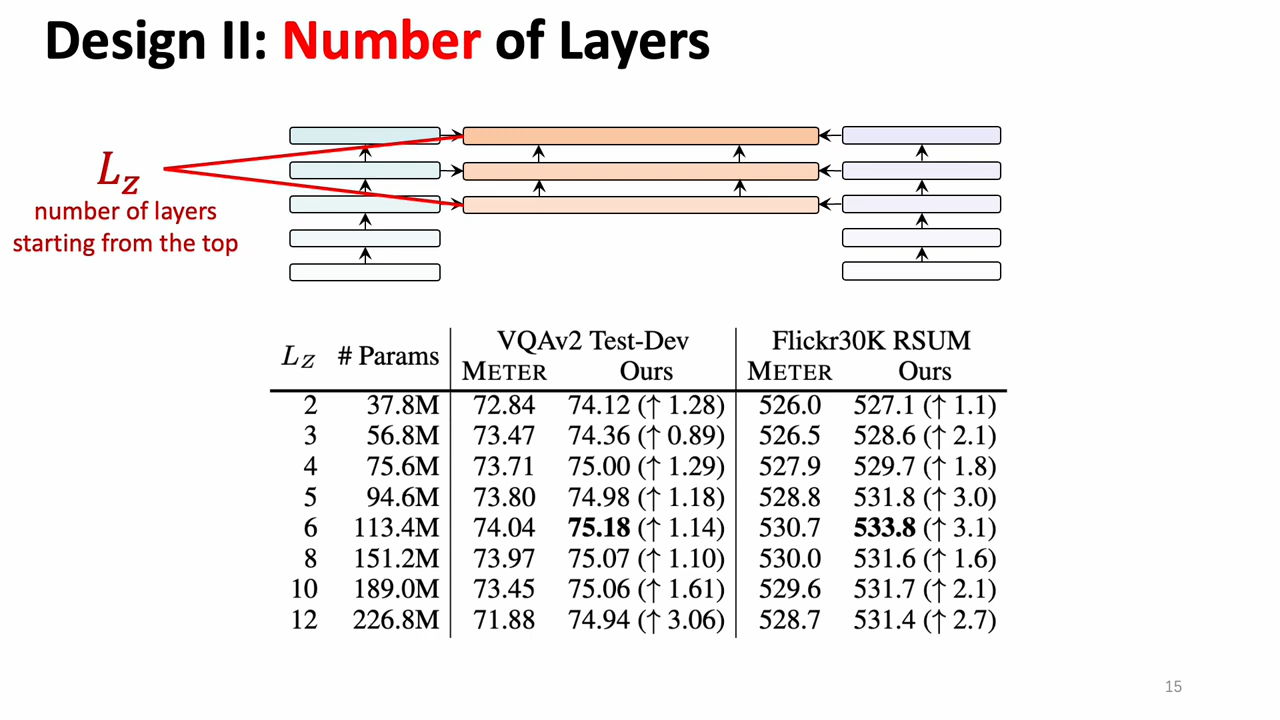 Design II: Number of Layers
L_Z
number of layers
starting from the top
L_Z # Params VQAv2 Test-Dev Flickr30K RSUM
METER Ours METER Ours
2 37.8M 72.84 74.12 (↑ 1.28) 526.0 527.1 (↑ 1.1)
3 56.8M 73.47 74.36 (↑ 0.89) 526.5 528.6 (↑ 2.1)
4 75.6M 73.71 75.00 (↑ 1.29) 527.9 529.7 (↑ 1.8)
5 94.6M 73.80 74.98 (↑ 1.18) 528.8 531.8 (↑ 3.0)
6 113.4M 74.04 75.18 (↑ 1.14) 530.7 533.8 (↑ 3.1)
8 151.2M 73.97 75.07 (↑ 1.10) 530.0 531.6 (↑ 1.6)
10 189.0M 73.45 75.06 (↑ 1.61) 529.6 531.7 (↑ 2.1)
12 226.8M 71.88 74.94 (↑ 3.06) 528.7 531.4 (↑ 2.7)
15